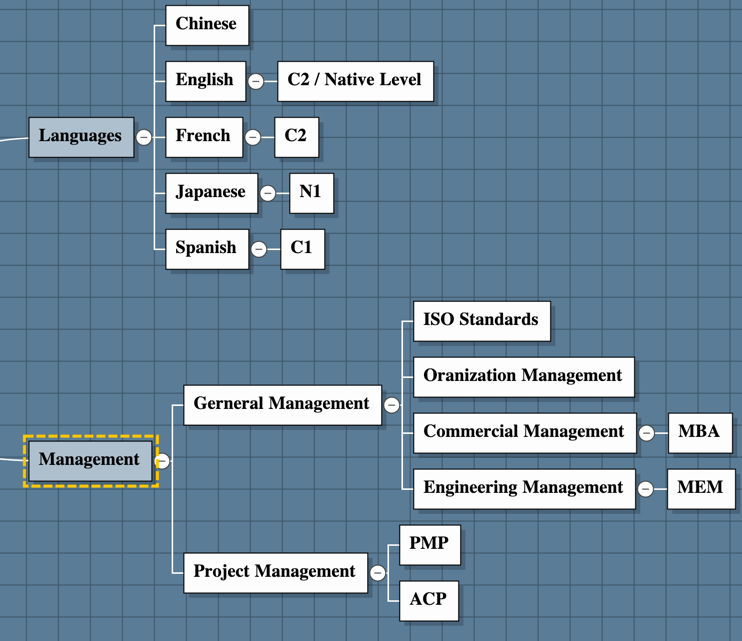 Chinese
English
C2 / Native Level
Languages
French
C2
Japanese
N1
Spanish
C1
ISO Standards
Oranization Management
Gerneral Management
Commercial Management
MBA
Management
Engineering Management
MEM
PMP
Project Management
ACP